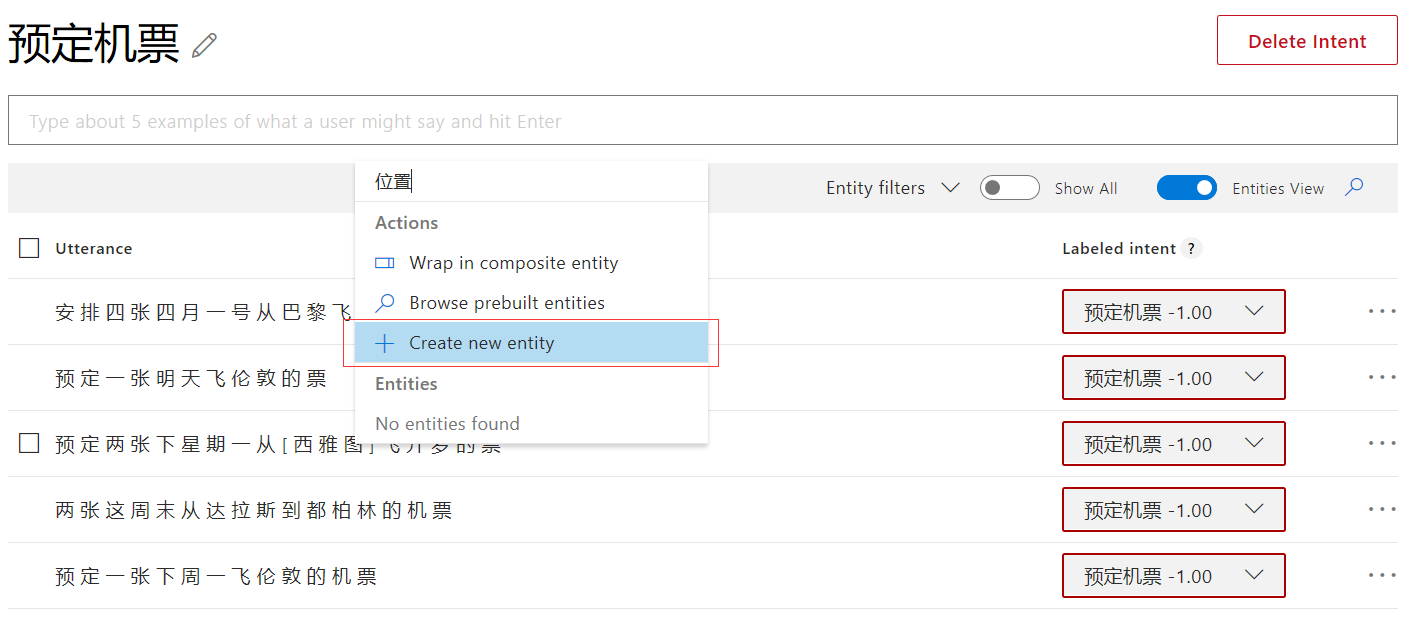 预定机票
Delete Intent
Type about 5 examples of what a user might say and hit Enter
位置
Entity filters
Show All
Entities View
Actions
Utterance
Labeled intent ?
Wrap in composite entity
Browse prebuilt entities
安排四张四月一号从巴黎飞
预定机票 -1.00
Create new entity
预定一张明天飞伦敦的票
预定机票 -1.00
Entities
No entities found
预定两张下星期一从[西雅图]飞开罗的票
预定机票 -1.00
两张这周末从达拉斯到都柏林的机票
预定机票 -1.00
预定一张下周一飞伦敦的机票
预定机票 -1.00